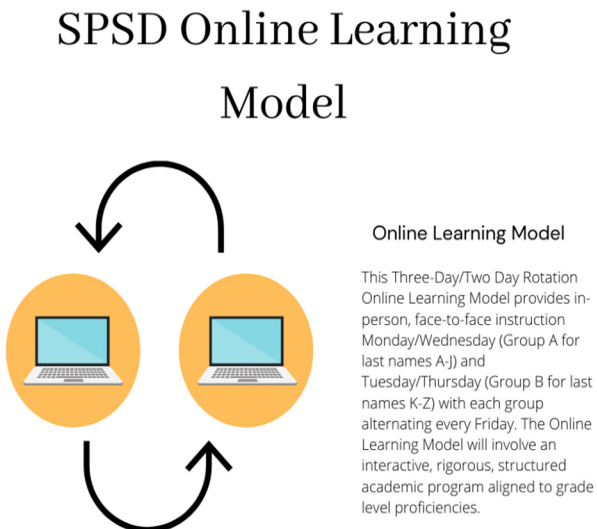 SPSD Online Learning
Model
Online Learning Model
This Three-Day/Two Day Rotation
Online Learning Model provides in-
person, face-to-face instruction
Monday/Wednesday (Group A for
last names A-J) and
Tuesday/Thursday (Group B for last
names K-Z) with each group
alternating every Friday. The Online
Learning Model will involve an
interactive, rigorous, structured
academic program aligned to grade
level proficiencies.